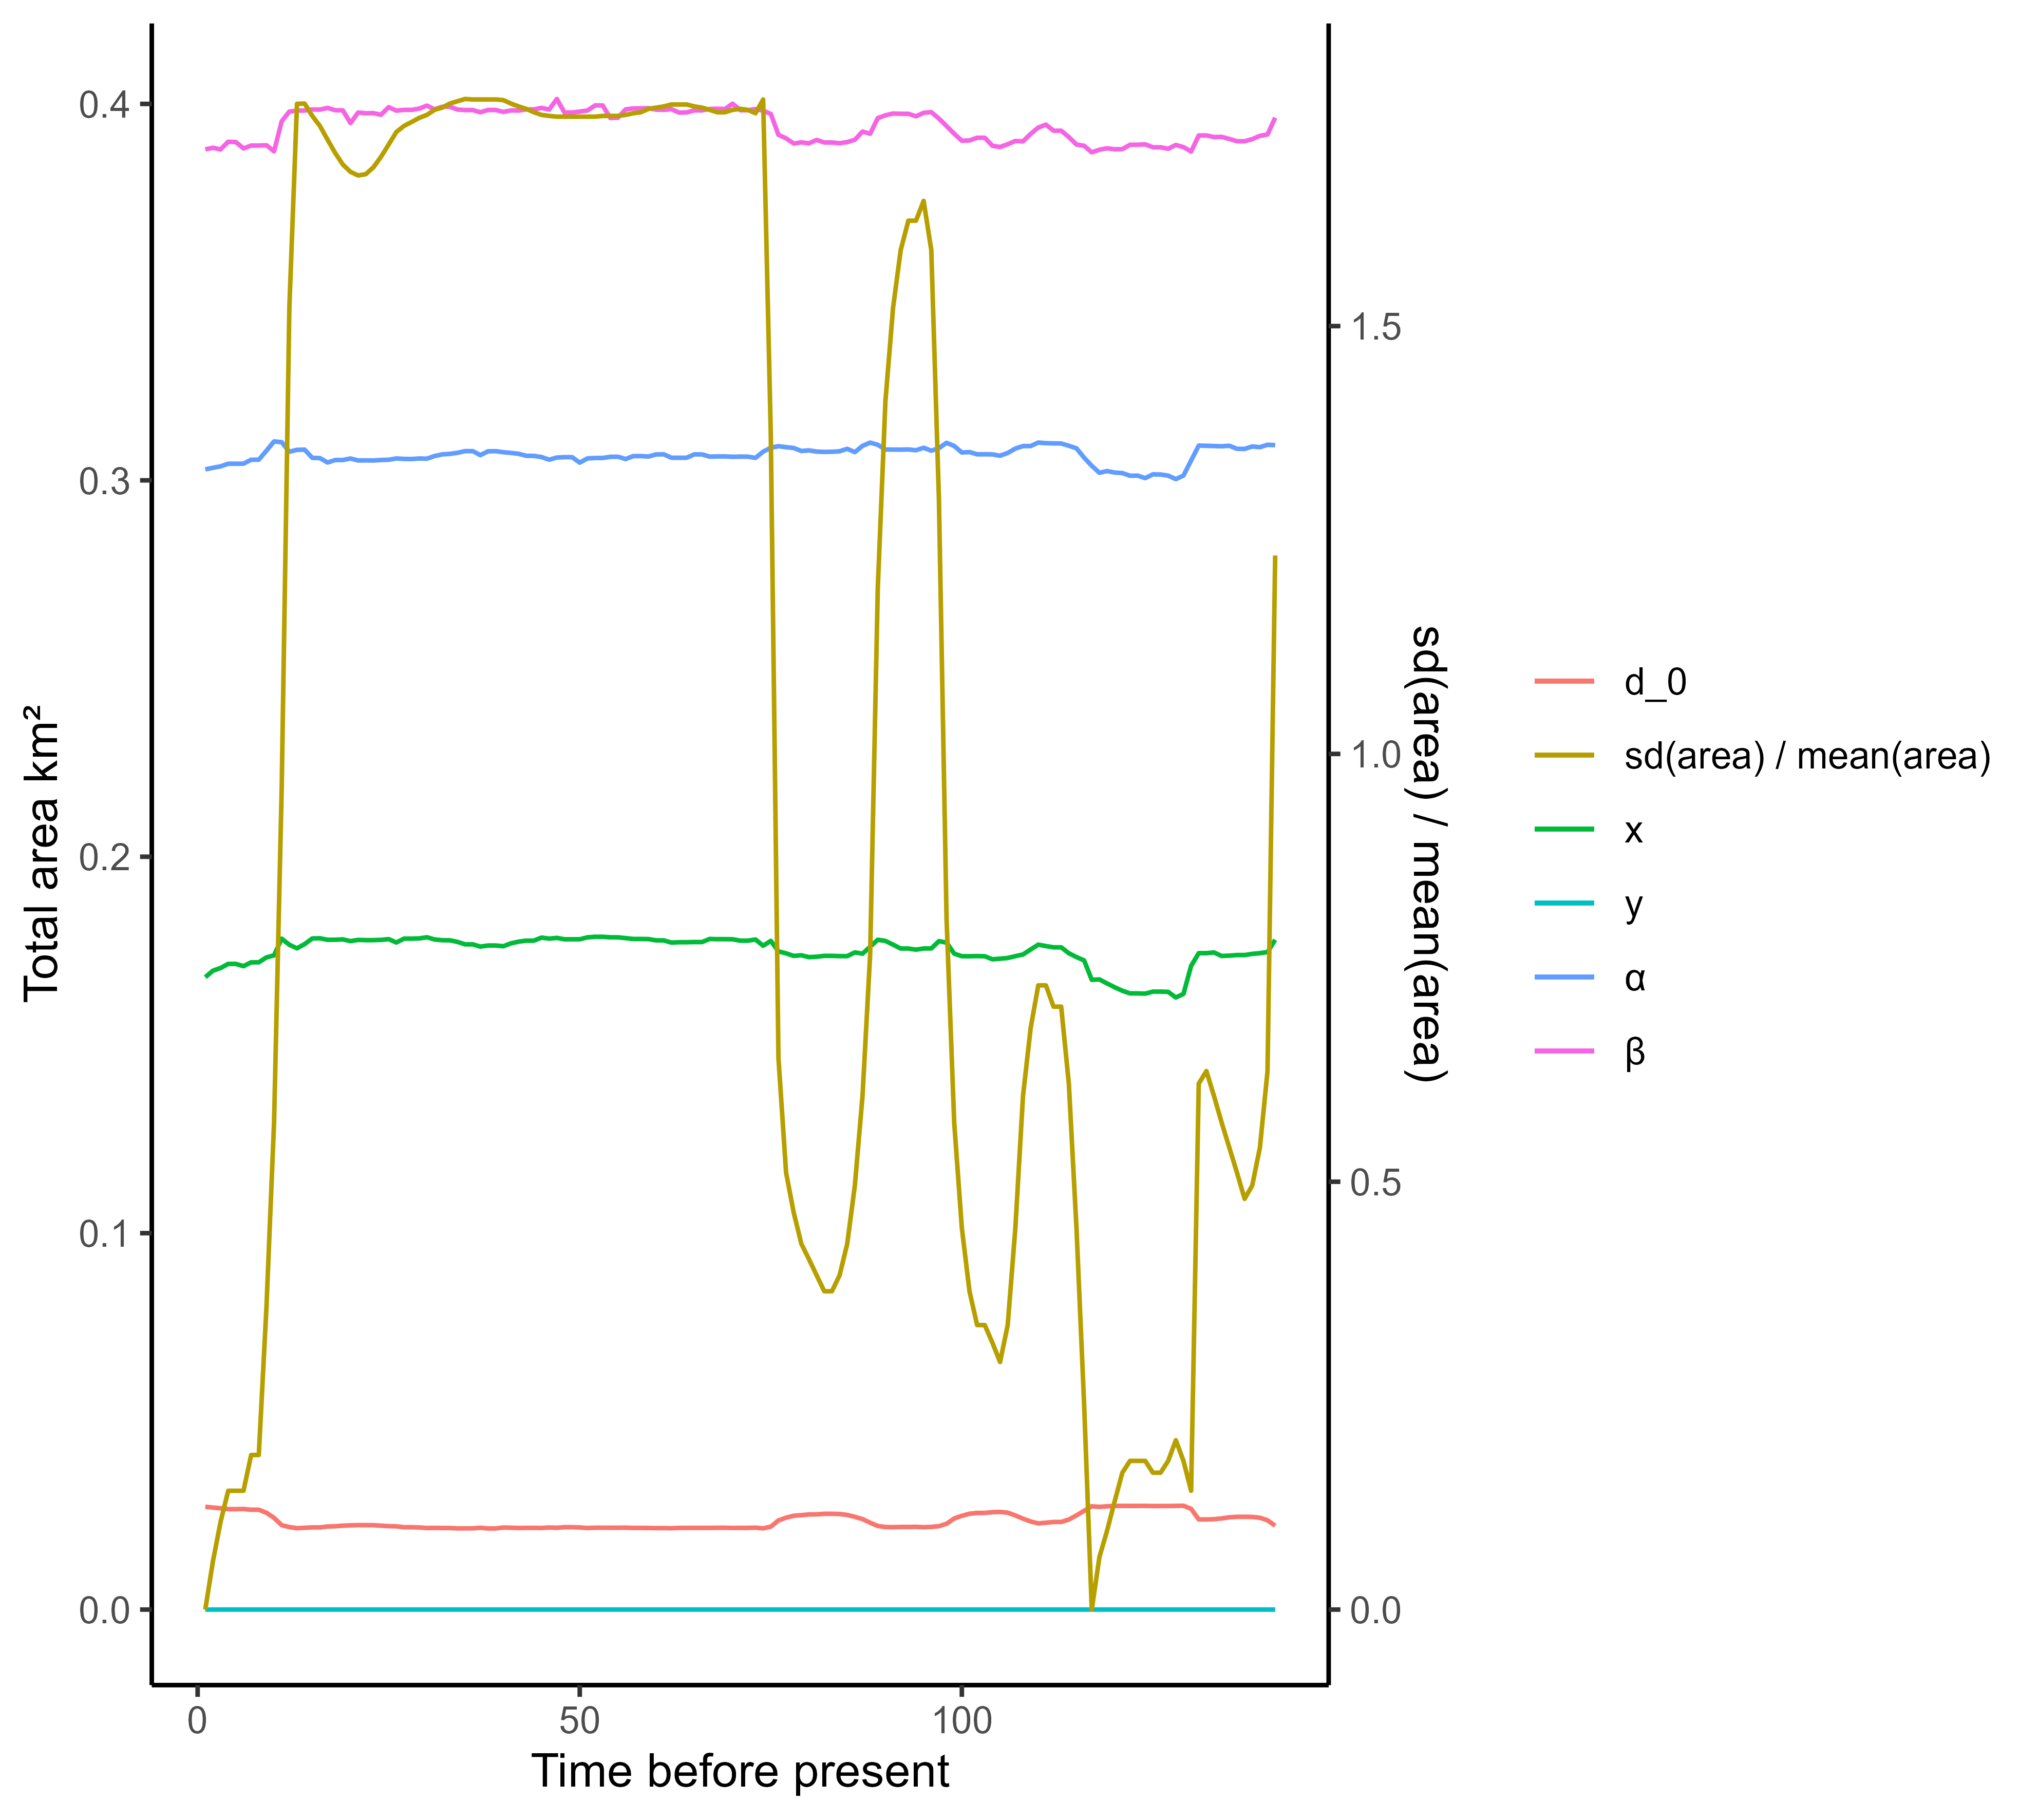 Total area km²
0.4
0.3
0.2
0.1
0.0
0
50
100
Time before present
1.5
1.0
0.5
0.0
sd(area) / mean(area)
d_0
sd(area) / mean(area)
x
y
α
β